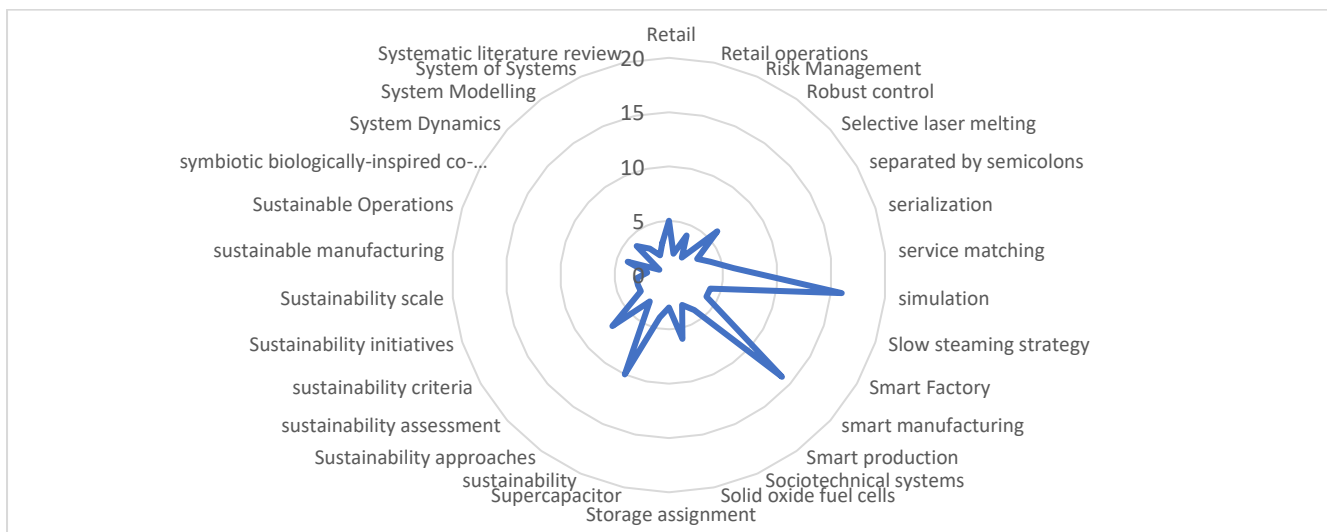 Retail
Retail operations
Risk Management
Robust control
Selective laser melting
separated by semicolons
serialization
service matching
simulation
Slow steaming strategy
Smart Factory
smart manufacturing
Smart production
Sociotechnical systems
Solid oxide fuel cells
Storage assignment
Supercapacitor
sustainability
Sustainability approaches
sustainability assessment
sustainability criteria
Sustainability initiatives
Sustainability scale
sustainable manufacturing
Sustainable Operations
symbiotic biologically-inspired co-...
System Dynamics
System Modelling
System of Systems
Systematic literature review
20
15
10
5
0